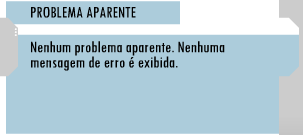 PROBLEMA APARENTE
Nenhum problema aparente. Nenhuma
mensagem de erro é exibida.